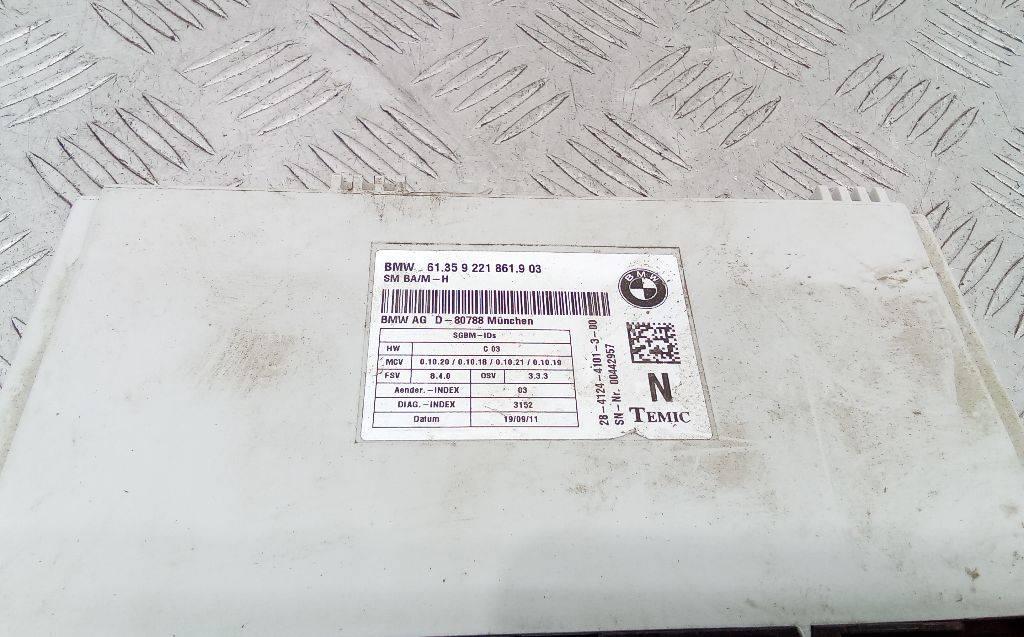 BMW 61.35 9 221 861.9 03
SM BA/M-H
BMW
BMW AG D-80788 München
SGBM-IDs
HW C 03
MCV 0.10.20 / 0.10.18 / 0.10.21 / 0.10.19
FSV 8.4.0 OSV 3.3.3
Aender.-INDEX 03
DIAG.-INDEX 3152
Datum 19/09/11
28-4124-4101-3-00
SN-Nr. 00442957
N
TEMIC